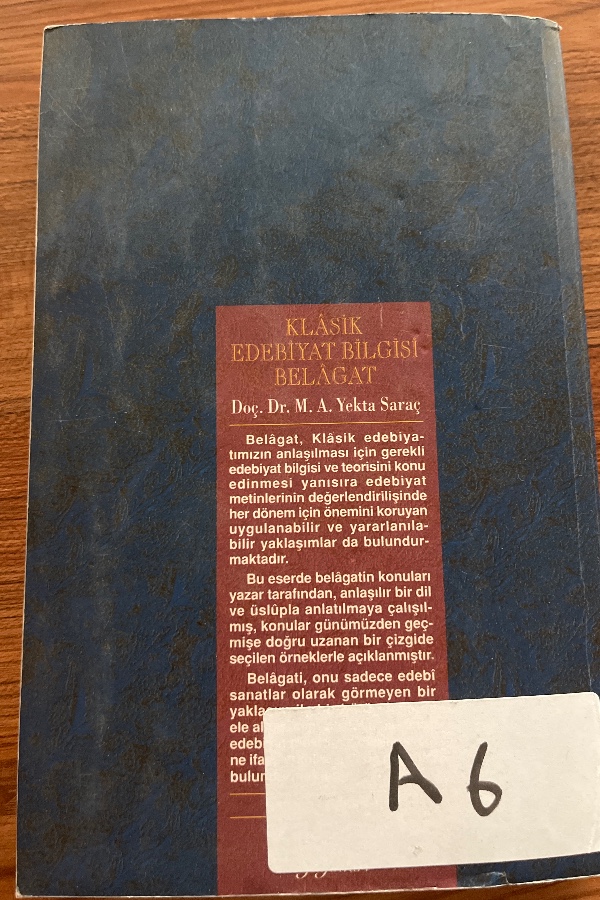 KLÂSİK
EDEBİYAT BİLGİSİ
BELÂGAT
Doç. Dr. M. A. Yekta Saraç
Belâgat, Klâsik edebiya-
tımızın anlaşılması için gerekli
edebiyat bilgisi ve teorisini konu
edinmesi yanısıra edebiyat
metinlerinin değerlendirilişinde
her dönem için önemini koruyan
uygulanabilir ve yararlanıla-
bilir yaklaşımlar da bulundur-
maktadır.
Bu eserde belâgatin konuları
yazar tarafından, anlaşılır bir dil
ve üslûpla anlatılmaya çalışıl-
mış, konular günümüzden geç-
mişe doğru uzanan bir çizgide
seçilen örneklerle açıklanmıştır.
Belâgati, onu sadece edebî
sanatlar olarak görmeyen bir
ele
ne
A 6